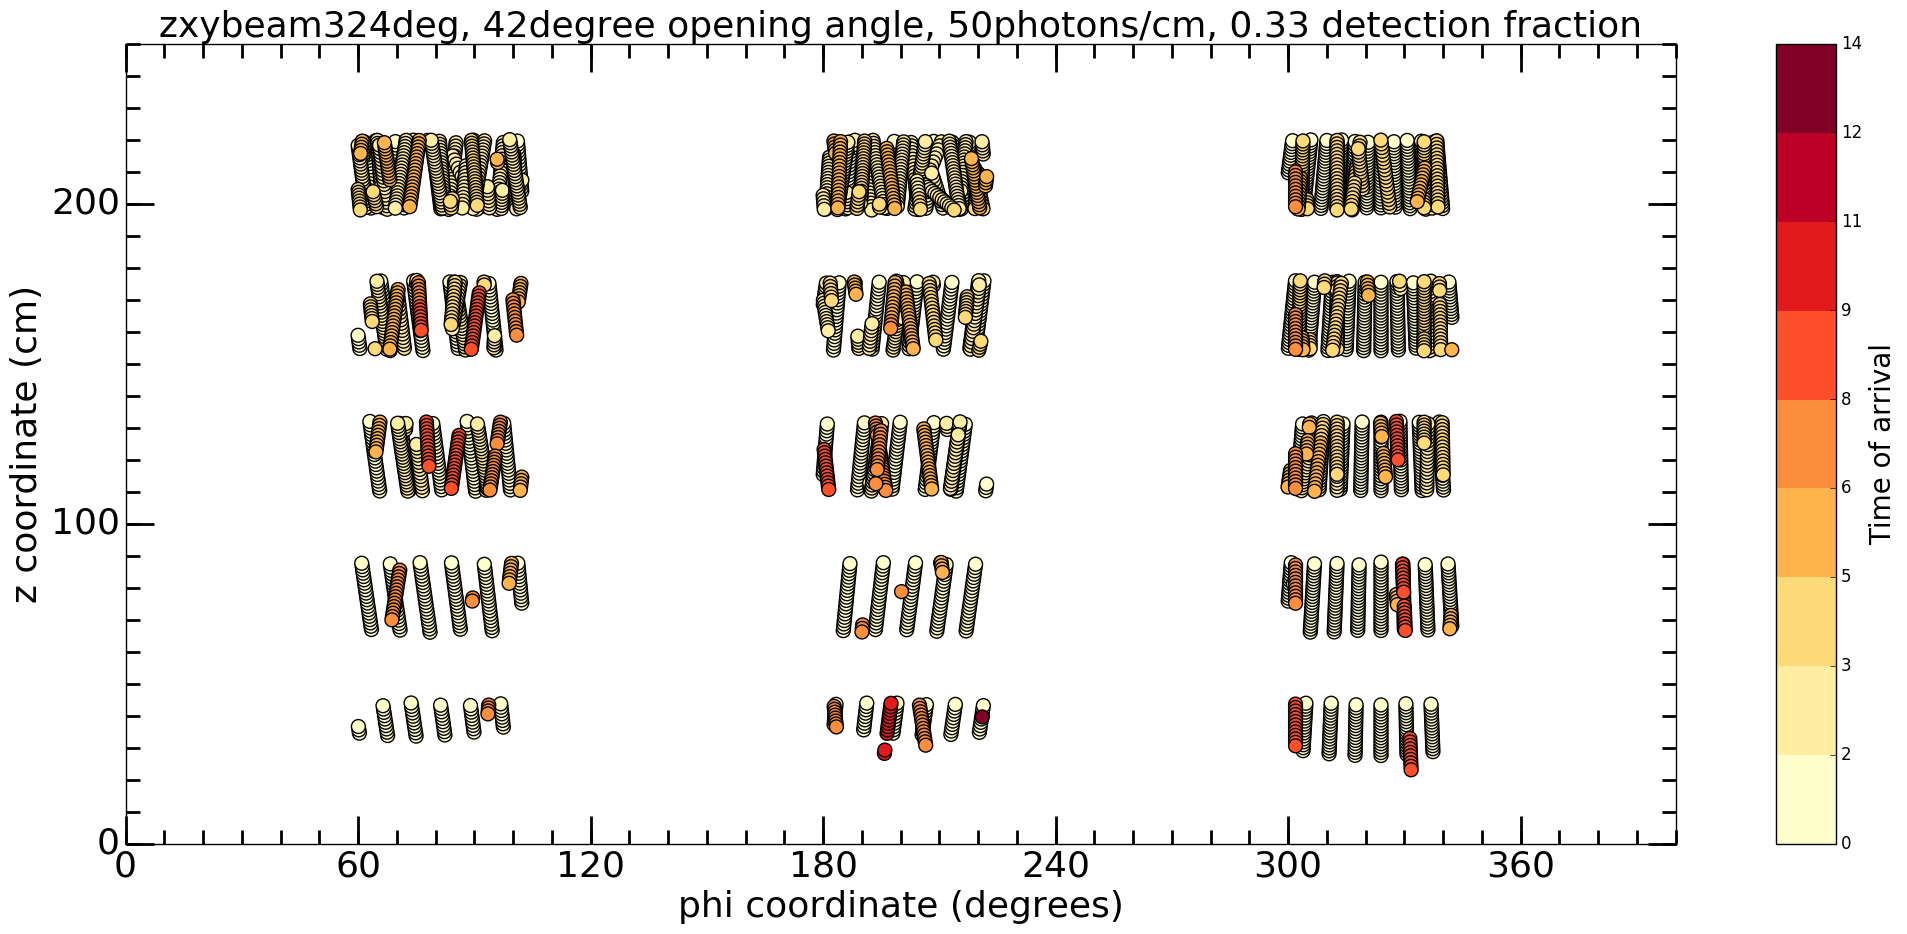 zxybeam324deg, 42degree opening angle, 50photons/cm, 0.33 detection fraction
z coordinate (cm)
200
100
0
0 60 120 180 240 300 360
phi coordinate (degrees)
14
12
11
9
8
6
5
3
2
0
Time of arrival